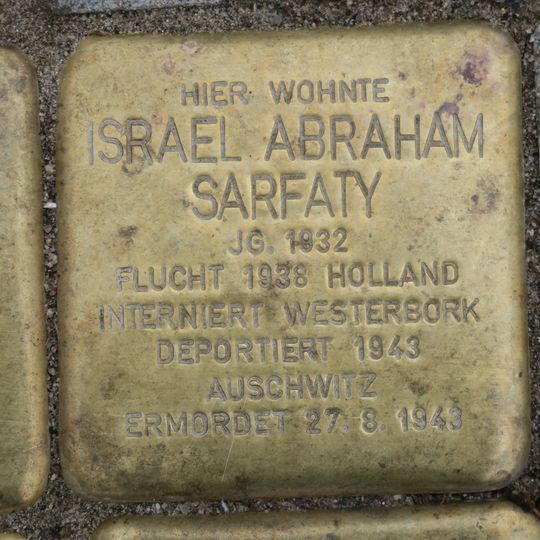 HIER WOHNTE
ISRAEL ABRAHAM
SARFATY
JG. 1932
FLUCHT 1938 HOLLAND
INTERNIERT WESTERBORK
DEPORTIERT 1943
AUSCHWITZ
ERMORDET 27. 8. 1943